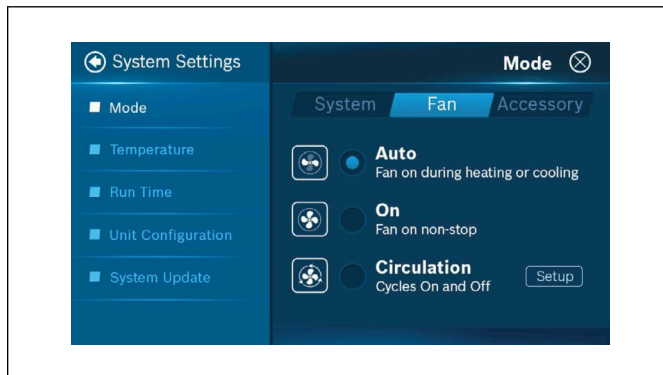 System Settings
Mode
Mode
Temperature
Run Time
Unit Configuration
System Update
System Fan Accessory
Auto
Fan on during heating or cooling
On
Fan on non-stop
Circulation
Cycles On and Off
Setup